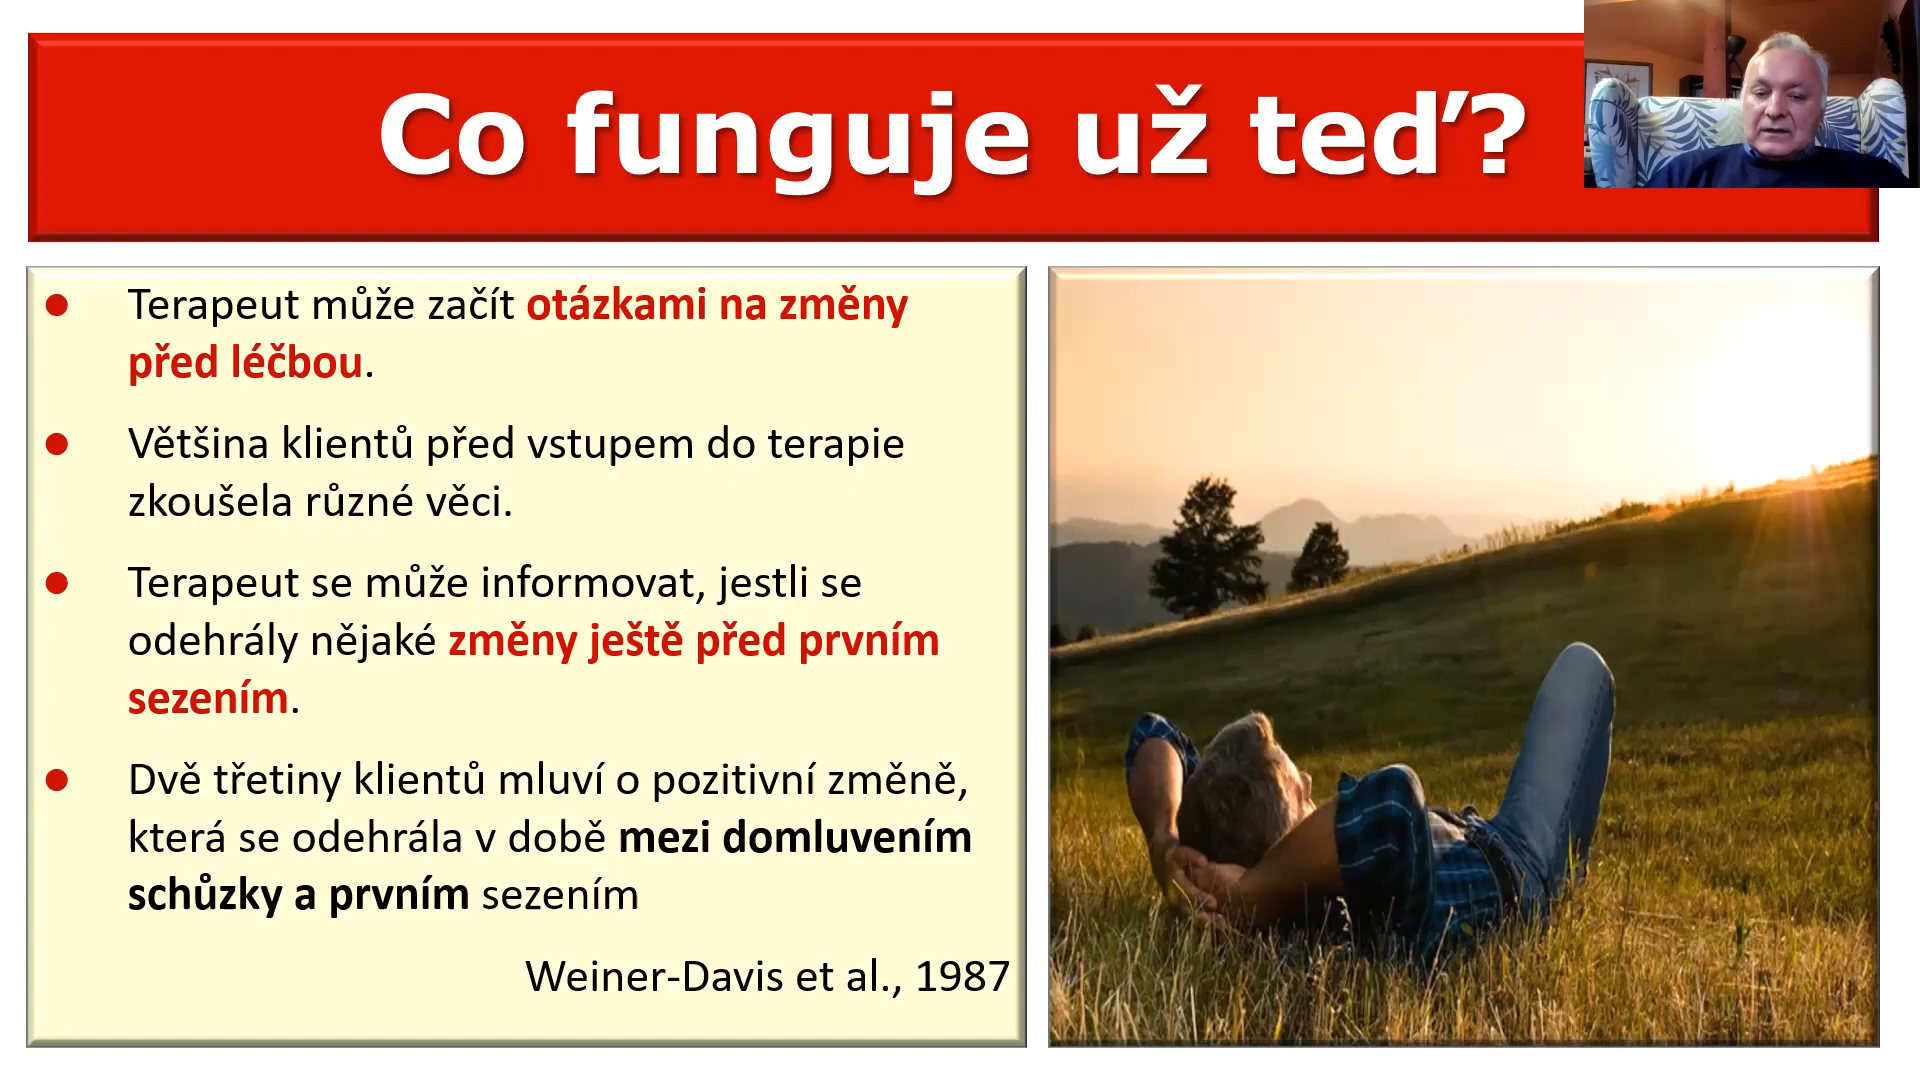 Co funguje už teď?
Terapeut může začít otázkami na změny
před léčbou.
Většina klientů před vstupem do terapie
zkoušela různé věci.
Terapeut se může informovat, jestli se
odehrály nějaké změny ještě před prvním
sezením.
Dvě třetiny klientů mluví o pozitivní změně,
která se odehrála v době mezi domluvením
schůzky a prvním sezením
Weiner-Davis et al., 1987